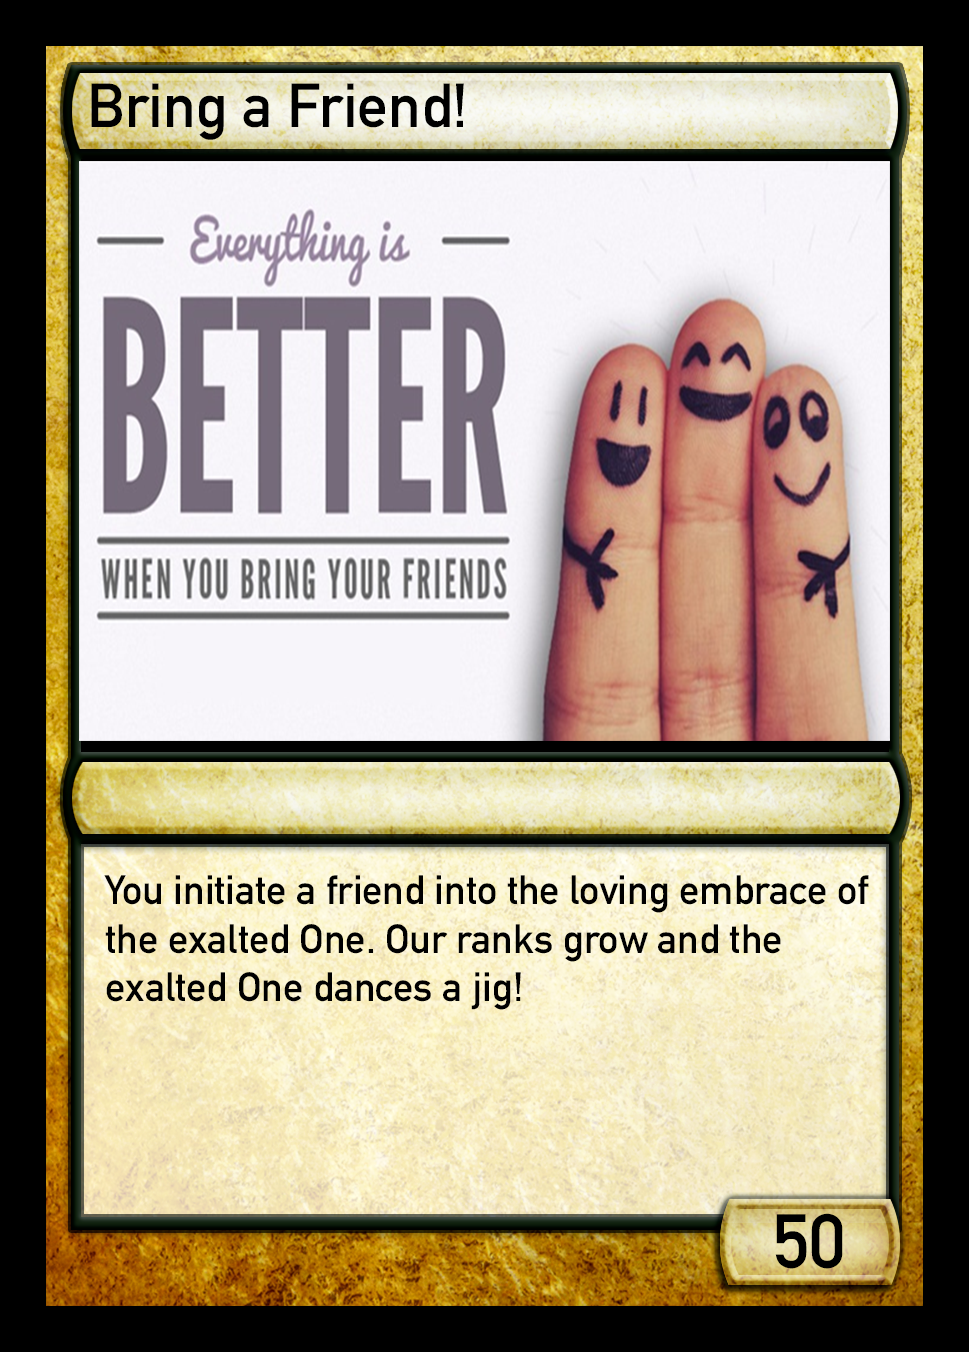 Bring a Friend!
Everything is
BETTER
WHEN YOU BRING YOUR FRIENDS
You initiate a friend into the loving embrace of
the exalted One. Our ranks grow and the
exalted One dances a jig!
50